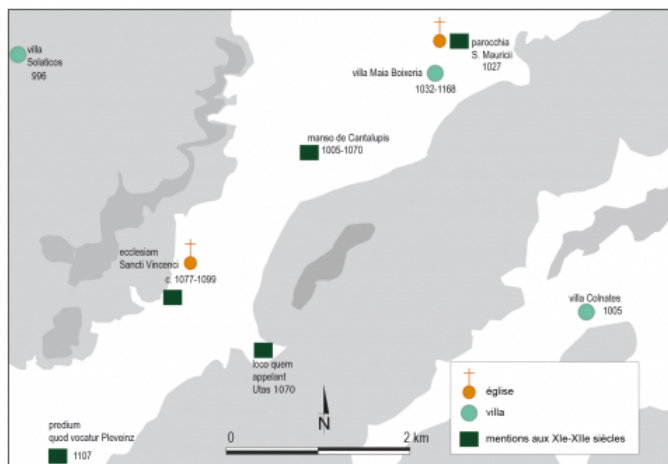 villa
Solaticos
996
parocchia
S. Mauricii
1027
villa Maia Boixeria
1032-1168
manso de Cantalupis
1005-1070
ecclesiam
Sancti Vincenci
c. 1077-1099
villa Colnates
1005
loco quem
appelant
Utas 1070
predium
quod vocatur Pleveinz
1107
N
0
2 km
église
villa
mentions aux XIe-XIIe siècles